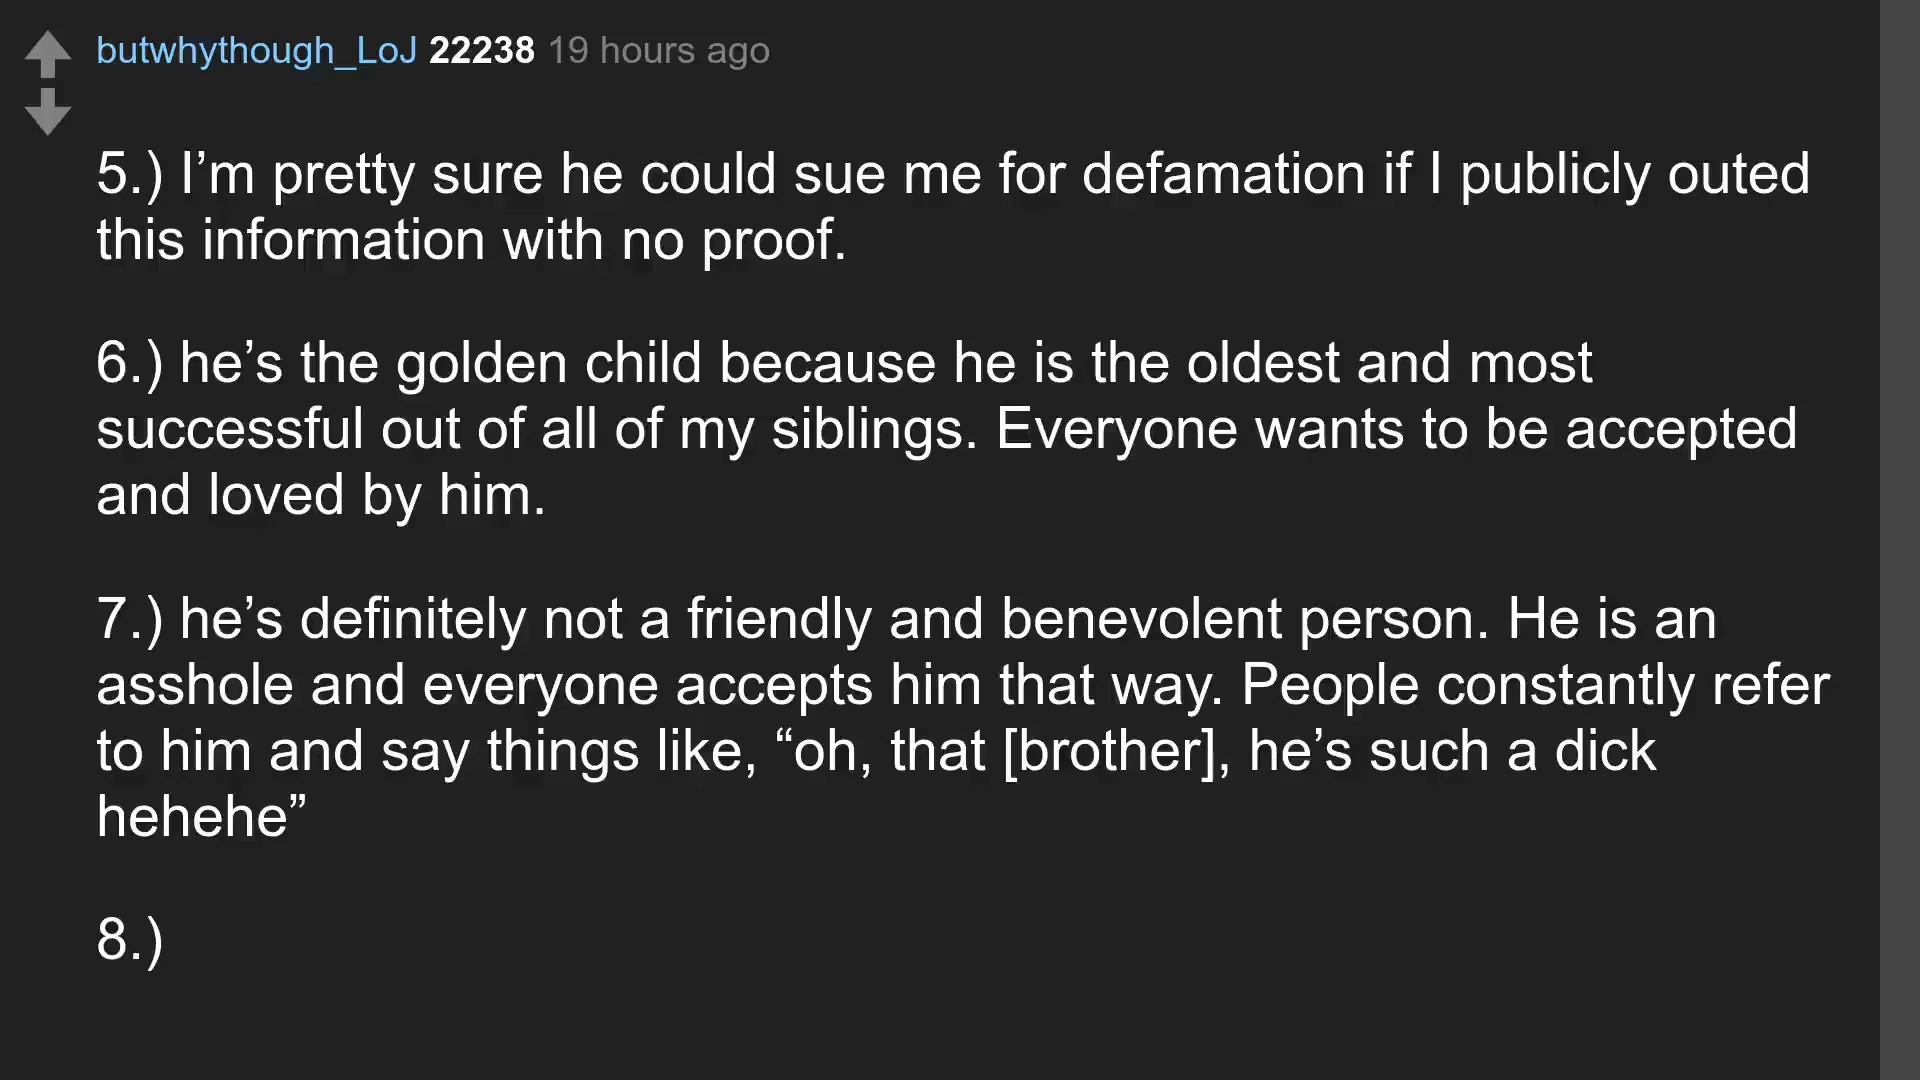 butwhythough_LoJ 22238 19 hours ago
5.) I’m pretty sure he could sue me for defamation if I publicly outed
this information with no proof.
6.) he’s the golden child because he is the oldest and most
successful out of all of my siblings. Everyone wants to be accepted
and loved by him.
7.) he’s definitely not a friendly and benevolent person. He is an
asshole and everyone accepts him that way. People constantly refer
to him and say things like, “oh, that [brother], he’s such a dick
hehehe”
8.)